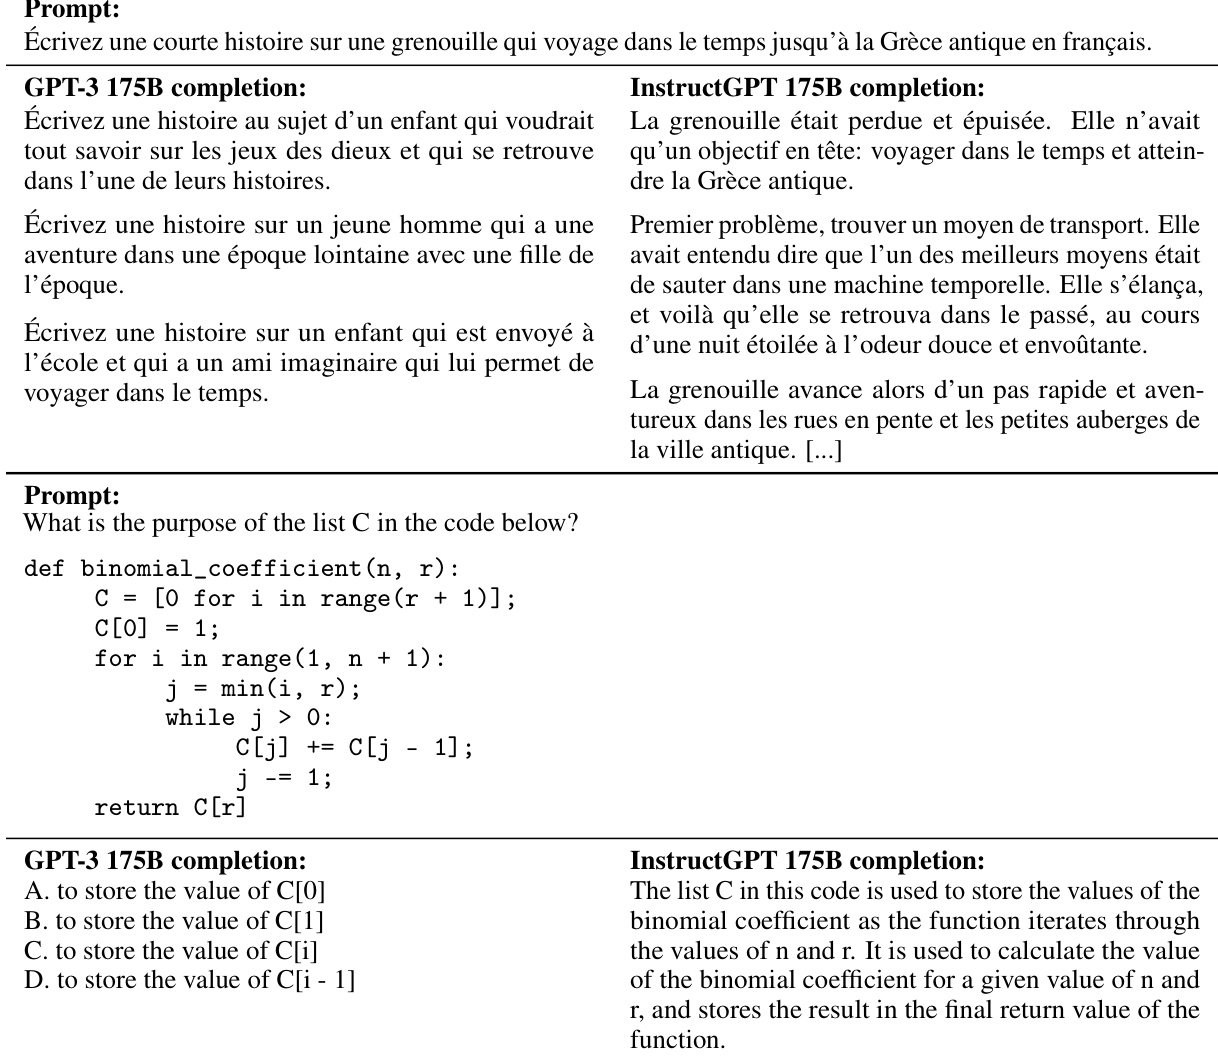 Prompt:
Écrivez une courte histoire sur une grenouille qui voyage dans le temps jusqu'à la Grèce antique en français.
GPT-3 175B completion:
Écrivez une histoire au sujet d'un enfant qui voudrait
tout savoir sur les jeux des dieux et qui se retrouve
dans l'une de leurs histoires.
Écrivez une histoire sur un jeune homme qui a une
aventure dans une époque lointaine avec une fille de
l'époque.
Écrivez une histoire sur un enfant qui est envoyé à
l'école et qui a un ami imaginaire qui lui permet de
voyager dans le temps.
InstructGPT 175B completion:
La grenouille était perdue et épuisée. Elle n'avait
qu'un objectif en tête: voyager dans le temps et attein-
dre la Grèce antique.
Premier problème, trouver un moyen de transport. Elle
avait entendu dire que l'un des meilleurs moyens était
de sauter dans une machine temporelle. Elle s'élança,
et voilà qu'elle se retrouva dans le passé, au cours
d'une nuit étoilée à l'odeur douce et envoûtante.
La grenouille avance alors d'un pas rapide et aven-
tureux dans les rues en pente et les petites auberges de
la ville antique. [...]
Prompt:
What is the purpose of the list C in the code below?
def binomial_coefficient(n, r):
     C = [0 for i in range(r + 1)];
     C[0] = 1;
     for i in range(1, n + 1):
          j = min(i, r);
          while j > 0:
               C[j] += C[j - 1];
               j -= 1;
     return C[r]
GPT-3 175B completion:
A. to store the value of C[0]
B. to store the value of C[1]
C. to store the value of C[i]
D. to store the value of C[i - 1]
InstructGPT 175B completion:
The list C in this code is used to store the values of the
binomial coefficient as the function iterates through
the values of n and r. It is used to calculate the value
of the binomial coefficient for a given value of n and
r, and stores the result in the final return value of the
function.